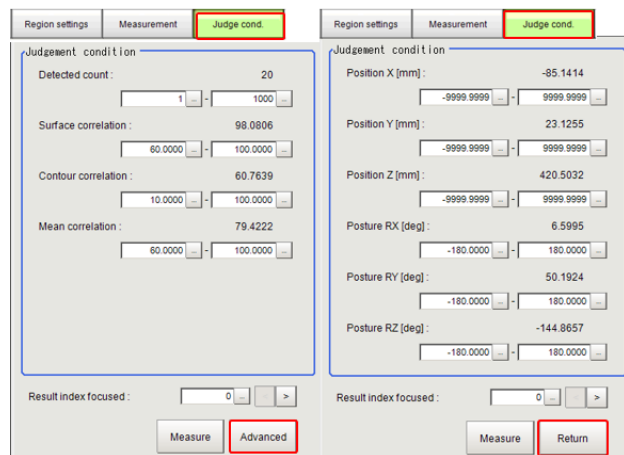 Region settings Measurement Judge cond.
Judgement condition
Detected count : 20
1 ... - 1000 ...
Surface correlation : 98.0806
60.0000 ... - 100.0000 ...
Contour correlation : 60.7639
10.0000 ... - 100.0000 ...
Mean correlation : 79.4222
60.0000 ... - 100.0000 ...
Result index focused : 0 ... < >
Measure Advanced
Region settings Measurement Judge cond.
Judgement condition
Position X [mm] : -85.1414
-9999.9999 ... - 9999.9999 ...
Position Y [mm] : 23.1255
-9999.9999 ... - 9999.9999 ...
Position Z [mm] : 420.5032
-9999.9999 ... - 9999.9999 ...
Posture RX [deg] : 6.5995
-180.0000 ... - 180.0000 ...
Posture RY [deg] : 50.1924
-180.0000 ... - 180.0000 ...
Posture RZ [deg] : -144.8657
-180.0000 ... - 180.0000 ...
Result index focused : 0 ... < >
Measure Return